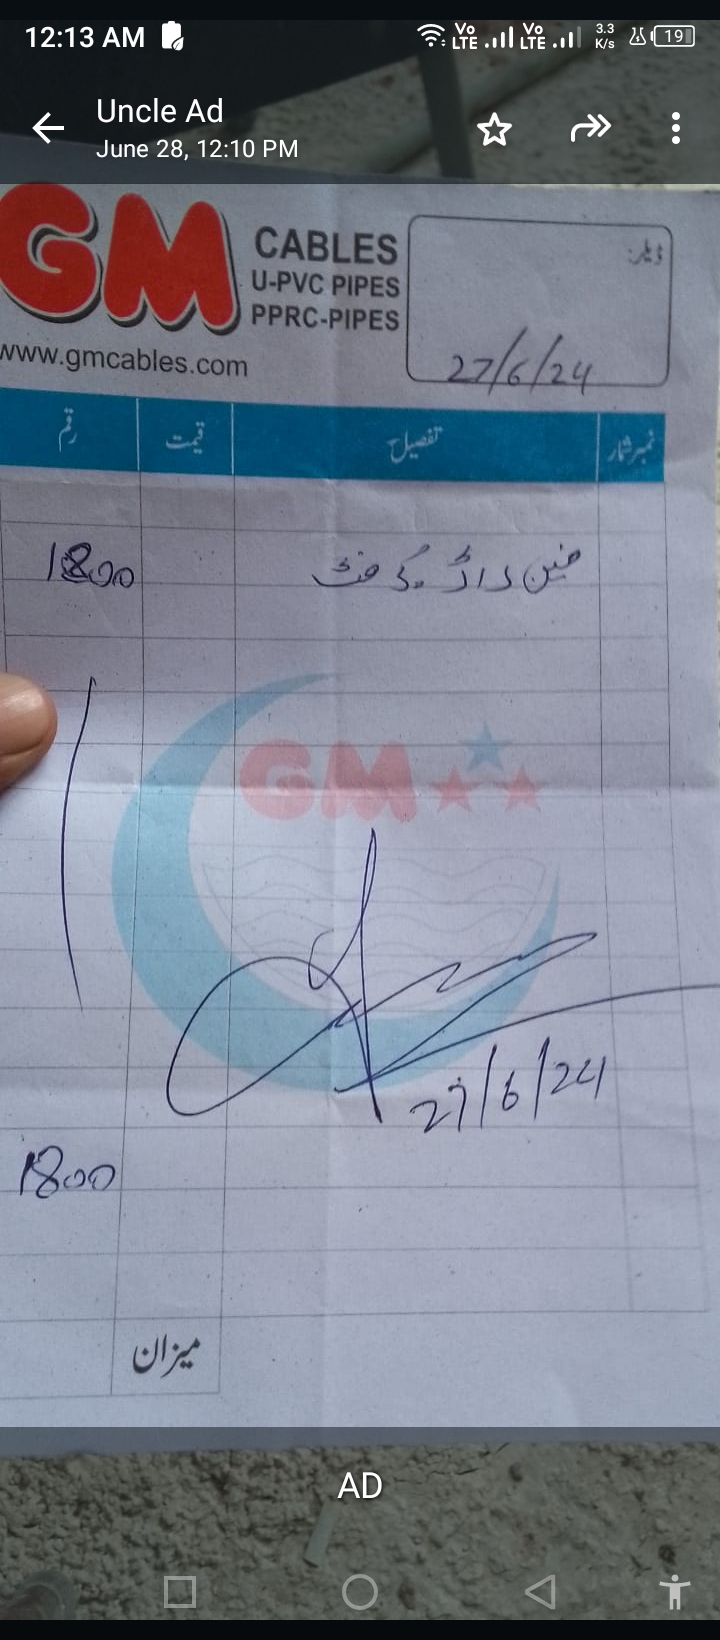 12:13 AM Vo LTE Vo LTE 3.3 K/s 19
Uncle Ad
June 28, 12:10 PM
GM CABLES
U-PVC PIPES
PPRC-PIPES
www.gmcables.com
ڈیلر:
27/6/24
نمبر شمار تفصیل قیمت رقم
فین راڈ 1800
GM
27/6/24
1800
میزان
AD